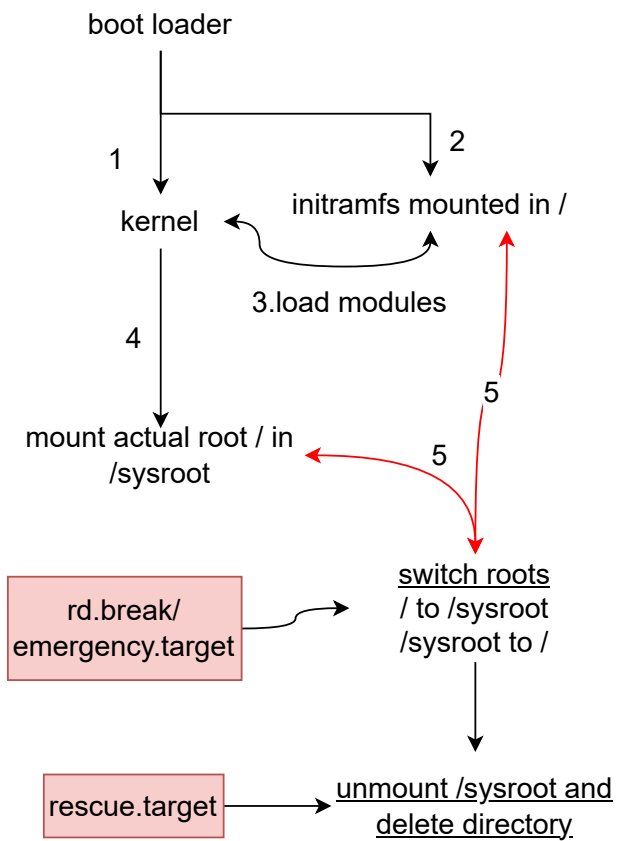 boot loader
1
2
kernel
initramfs mounted in /
3.load modules
4
5
mount actual root / in
/sysroot
5
switch roots
/ to /sysroot
/sysroot to /
rd.break/
emergency.target
rescue.target
unmount /sysroot and
delete directory